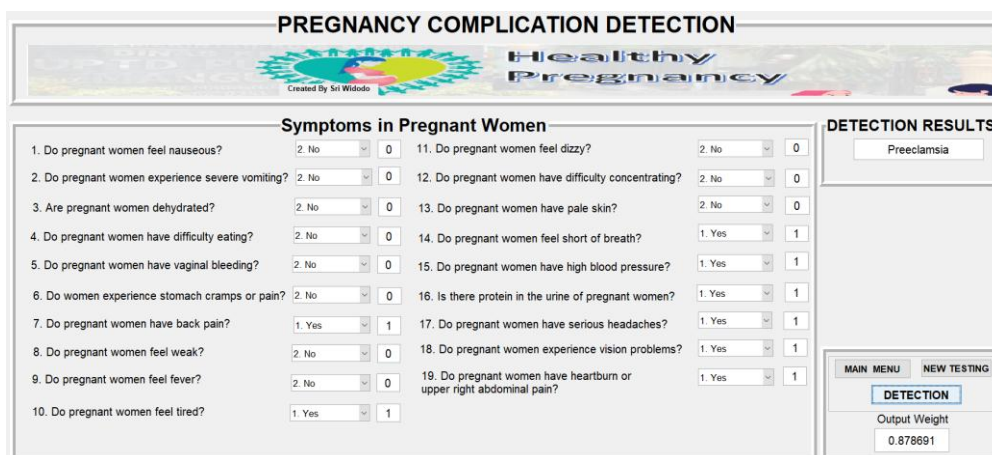 PREGNANCY COMPLICATION DETECTION
Healthy
Pregnancy
Created By Sri Widodo
Symptoms in Pregnant Women
1. Do pregnant women feel nauseous? 2. No 0
2. Do pregnant women experience severe vomiting? 2. No 0
3. Are pregnant women dehydrated? 2. No 0
4. Do pregnant women have difficulty eating? 2. No 0
5. Do pregnant women have vaginal bleeding? 2. No 0
6. Do women experience stomach cramps or pain? 2. No 0
7. Do pregnant women have back pain? 1. Yes 1
8. Do pregnant women feel weak? 2. No 0
9. Do pregnant women feel fever? 2. No 0
10. Do pregnant women feel tired? 1. Yes 1
11. Do pregnant women feel dizzy? 2. No 0
12. Do pregnant women have difficulty concentrating? 2. No 0
13. Do pregnant women have pale skin? 2. No 0
14. Do pregnant women feel short of breath? 1. Yes 1
15. Do pregnant women have high blood pressure? 1. Yes 1
16. Is there protein in the urine of pregnant women? 1. Yes 1
17. Do pregnant women have serious headaches? 1. Yes 1
18. Do pregnant women experience vision problems? 1. Yes 1
19. Do pregnant women have heartburn or
upper right abdominal pain? 1. Yes 1
DETECTION RESULTS
Preeclamsia
MAIN MENU NEW TESTING
DETECTION
Output Weight
0.878691